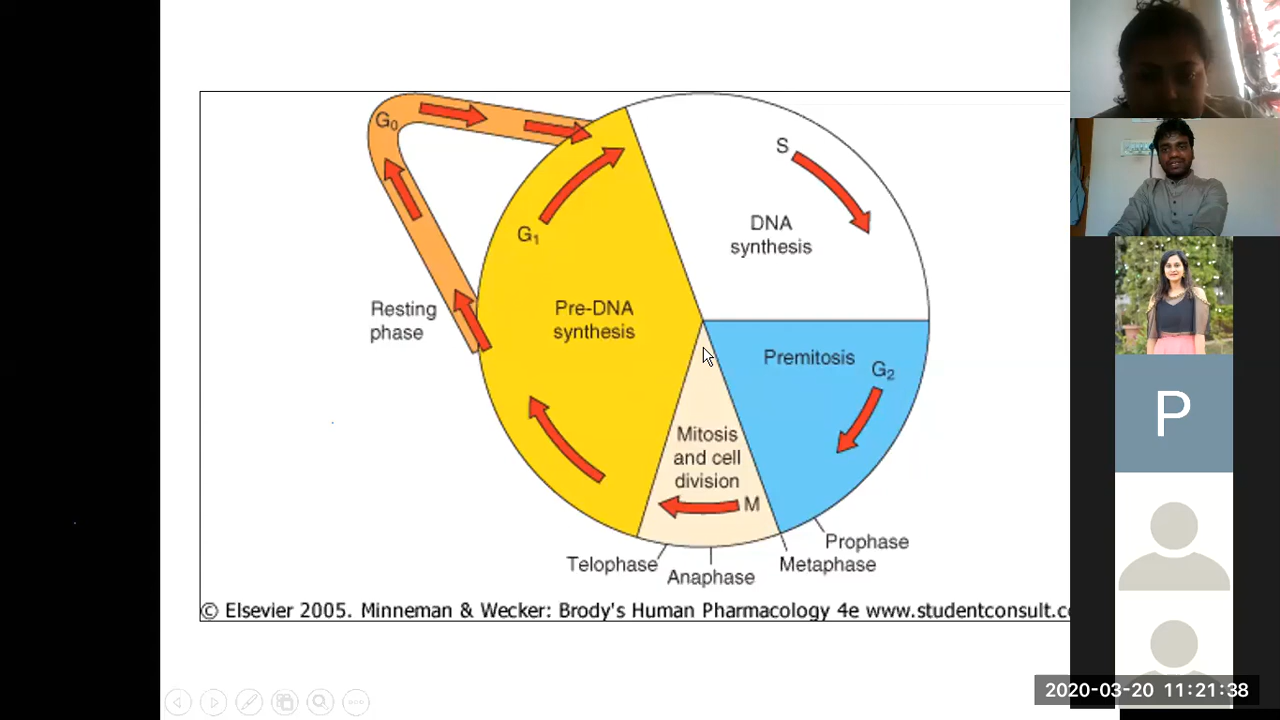 G₀
S
DNA
synthesis
G₁
Resting
phase
Pre-DNA
synthesis
Premitosis
G₂
Mitosis
and cell
division
M
Prophase
Telophase
Metaphase
Anaphase
© Elsevier 2005. Minneman & Wecker: Brody's Human Pharmacology 4e www.studentconsult.c
P
2020-03-20 11:21:38